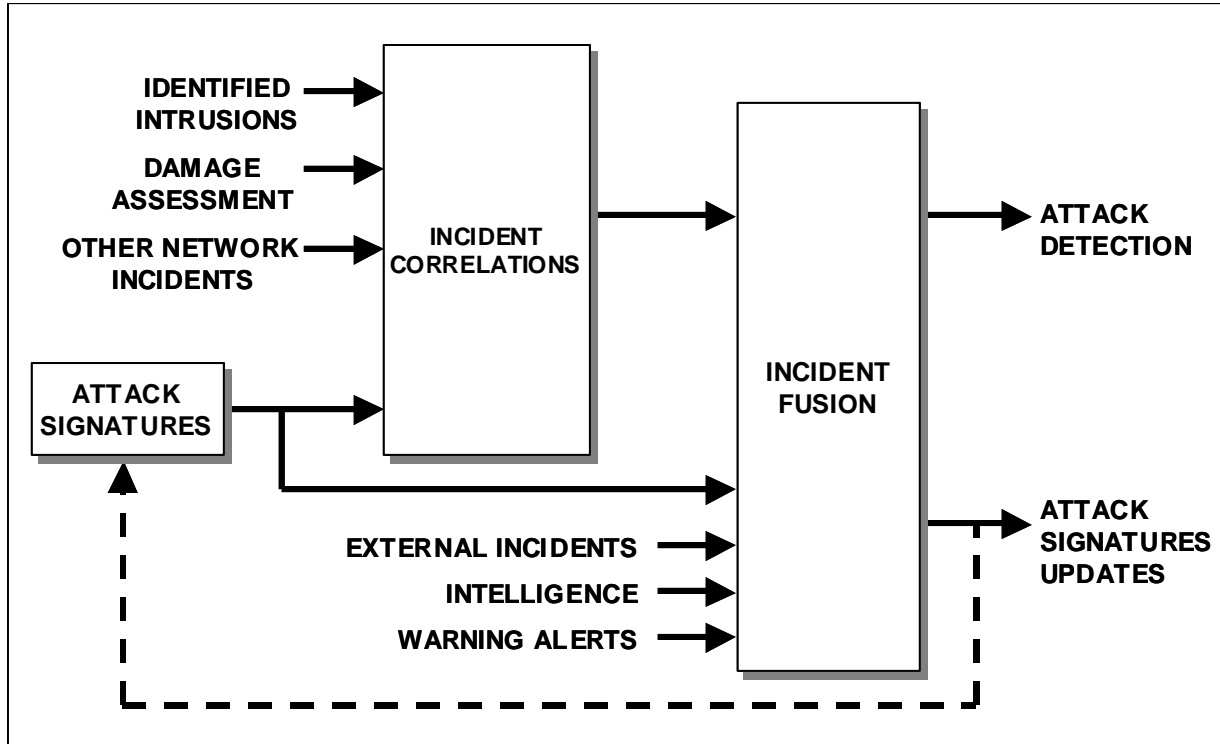 IDENTIFIED
INTRUSIONS
DAMAGE
ASSESSMENT
OTHER NETWORK
INCIDENTS
INCIDENT
CORRELATIONS
ATTACK
SIGNATURES
EXTERNAL INCIDENTS
INTELLIGENCE
WARNING ALERTS
INCIDENT
FUSION
ATTACK
DETECTION
ATTACK
SIGNATURES
UPDATES